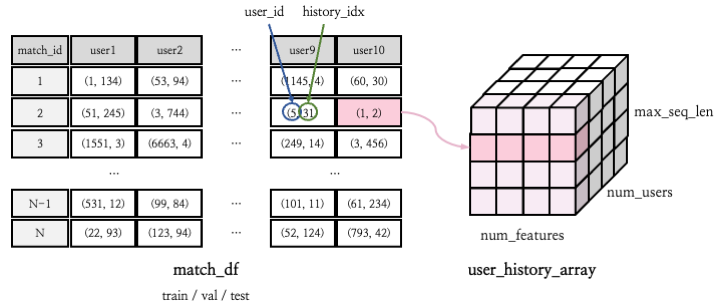 user_id history_idx
match_id user1 user2 ... user9 user10
1 (1, 134) (53, 94) ... (1145, 4) (60, 30)
2 (51, 245) (3, 744) ... (1, 2)
3 (1551, 3) (6663, 4) ... (249, 14) (3, 456)
... ...
N-1 (531, 12) (99, 84) ... (101, 11) (61, 234)
N (22, 93) (123, 94) ... (52, 124) (793, 42)
max_seq_len
num_users
num_features
match_df
user_history_array
train / val / test